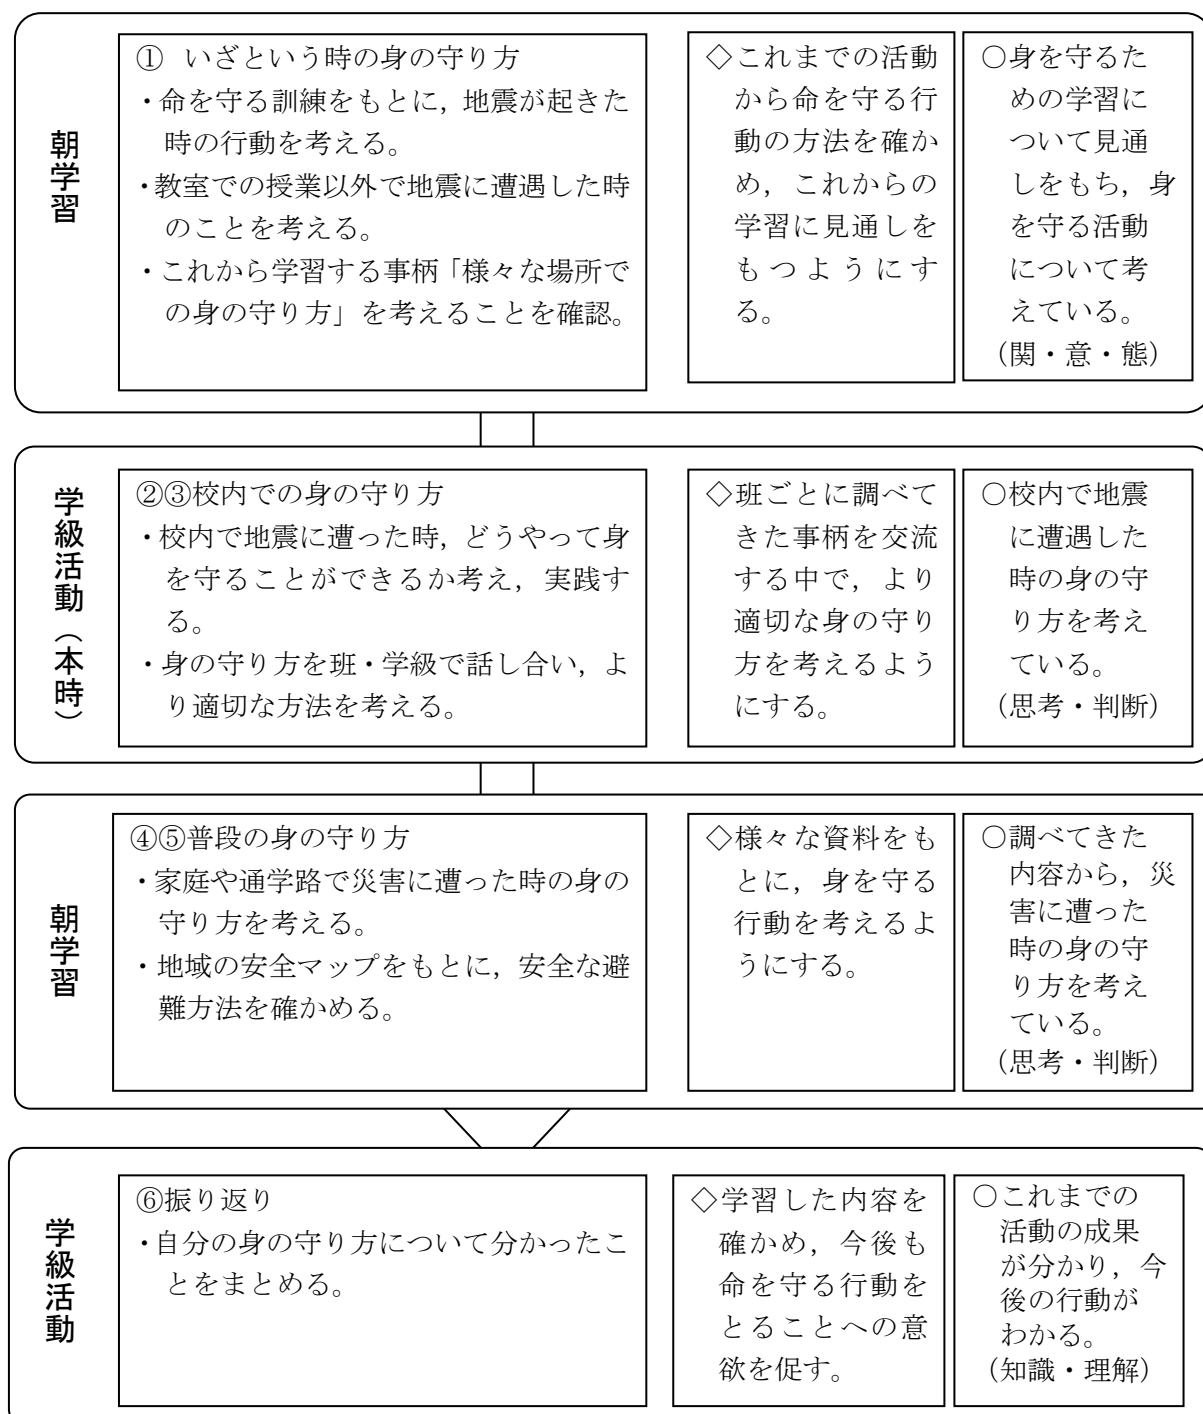 朝学習
① いざという時の身の守り方
・命を守る訓練をもとに，地震が起きた
時の行動を考える。
・教室での授業以外で地震に遭遇した時
のことを考える。
・これから学習する事柄「様々な場所で
の身の守り方」を考えることを確認。
◇これまでの活動
から命を守る行
動の方法を確か
め，これからの
学習に見通しを
もつようにす
る。
○身を守るた
めの学習に
ついて見通
しをもち，身
を守る活動
について考
えている。
（関・意・態）
学級活動（本時）
②③校内での身の守り方
・校内で地震に遭った時，どうやって身
を守ることができるか考え，実践す
る。
・身の守り方を班・学級で話し合い，よ
り適切な方法を考える。
◇班ごとに調べて
きた事柄を交流
する中で，より
適切な身の守り
方を考えるよう
にする。
○校内で地震
に遭遇した
時の身の守
り方を考え
ている。
（思考・判断）
朝学習
④⑤普段の身の守り方
・家庭や通学路で災害に遭った時の身の
守り方を考える。
・地域の安全マップをもとに，安全な避
難方法を確かめる。
◇様々な資料をも
とに，身を守る
行動を考えるよ
うにする。
○調べてきた
内容から，災
害に遭った
時の身の守
り方を考え
ている。
（思考・判断）
学級活動
⑥振り返り
・自分の身の守り方について分かったこ
とをまとめる。
◇学習した内容を
確かめ，今後も
命を守る行動を
とることへの意
欲を促す。
○これまでの
活動の成果
が分かり，今
後の行動が
わかる。
（知識・理解）